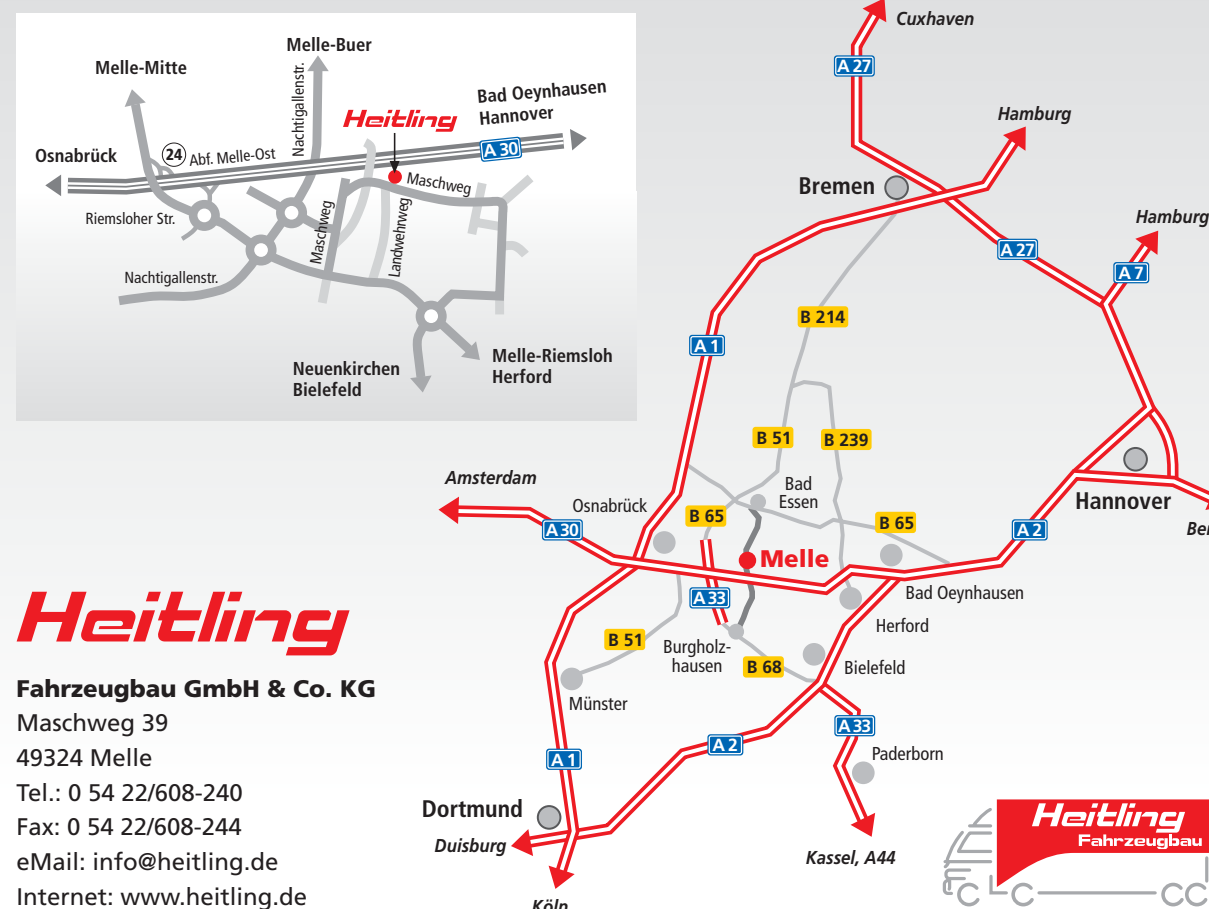 Melle-Buer
Melle-Mitte
Nachtigallenstr.
Bad Oeynhausen
Hannover
Heitling
Osnabrück
24
Abf. Melle-Ost
A 30
Maschweg
Riemsloher Str.
Maschweg
Landwehrweg
Nachtigallenstr.
Neuenkirchen
Bielefeld
Melle-Riemsloh
Herford
Cuxhaven
A 27
Hamburg
Bremen
Hamburg
A 27
A 7
B 214
A 1
B 51
B 239
Amsterdam
Bad
Essen
Hannover
Osnabrück
B 65
B 65
A 30
A 2
Melle
A 33
Bad Oeynhausen
Herford
B 51
Burgholz-
hausen
B 68
Bielefeld
Münster
A 33
A 2
A 1
Paderborn
Dortmund
Duisburg
Kassel, A44
Köln
Heitling
Fahrzeugbau GmbH & Co. KG
Maschweg 39
49324 Melle
Tel.: 0 54 22/608-240
Fax: 0 54 22/608-244
eMail: info@heitling.de
Internet: www.heitling.de
Heitling
Fahrzeugbau